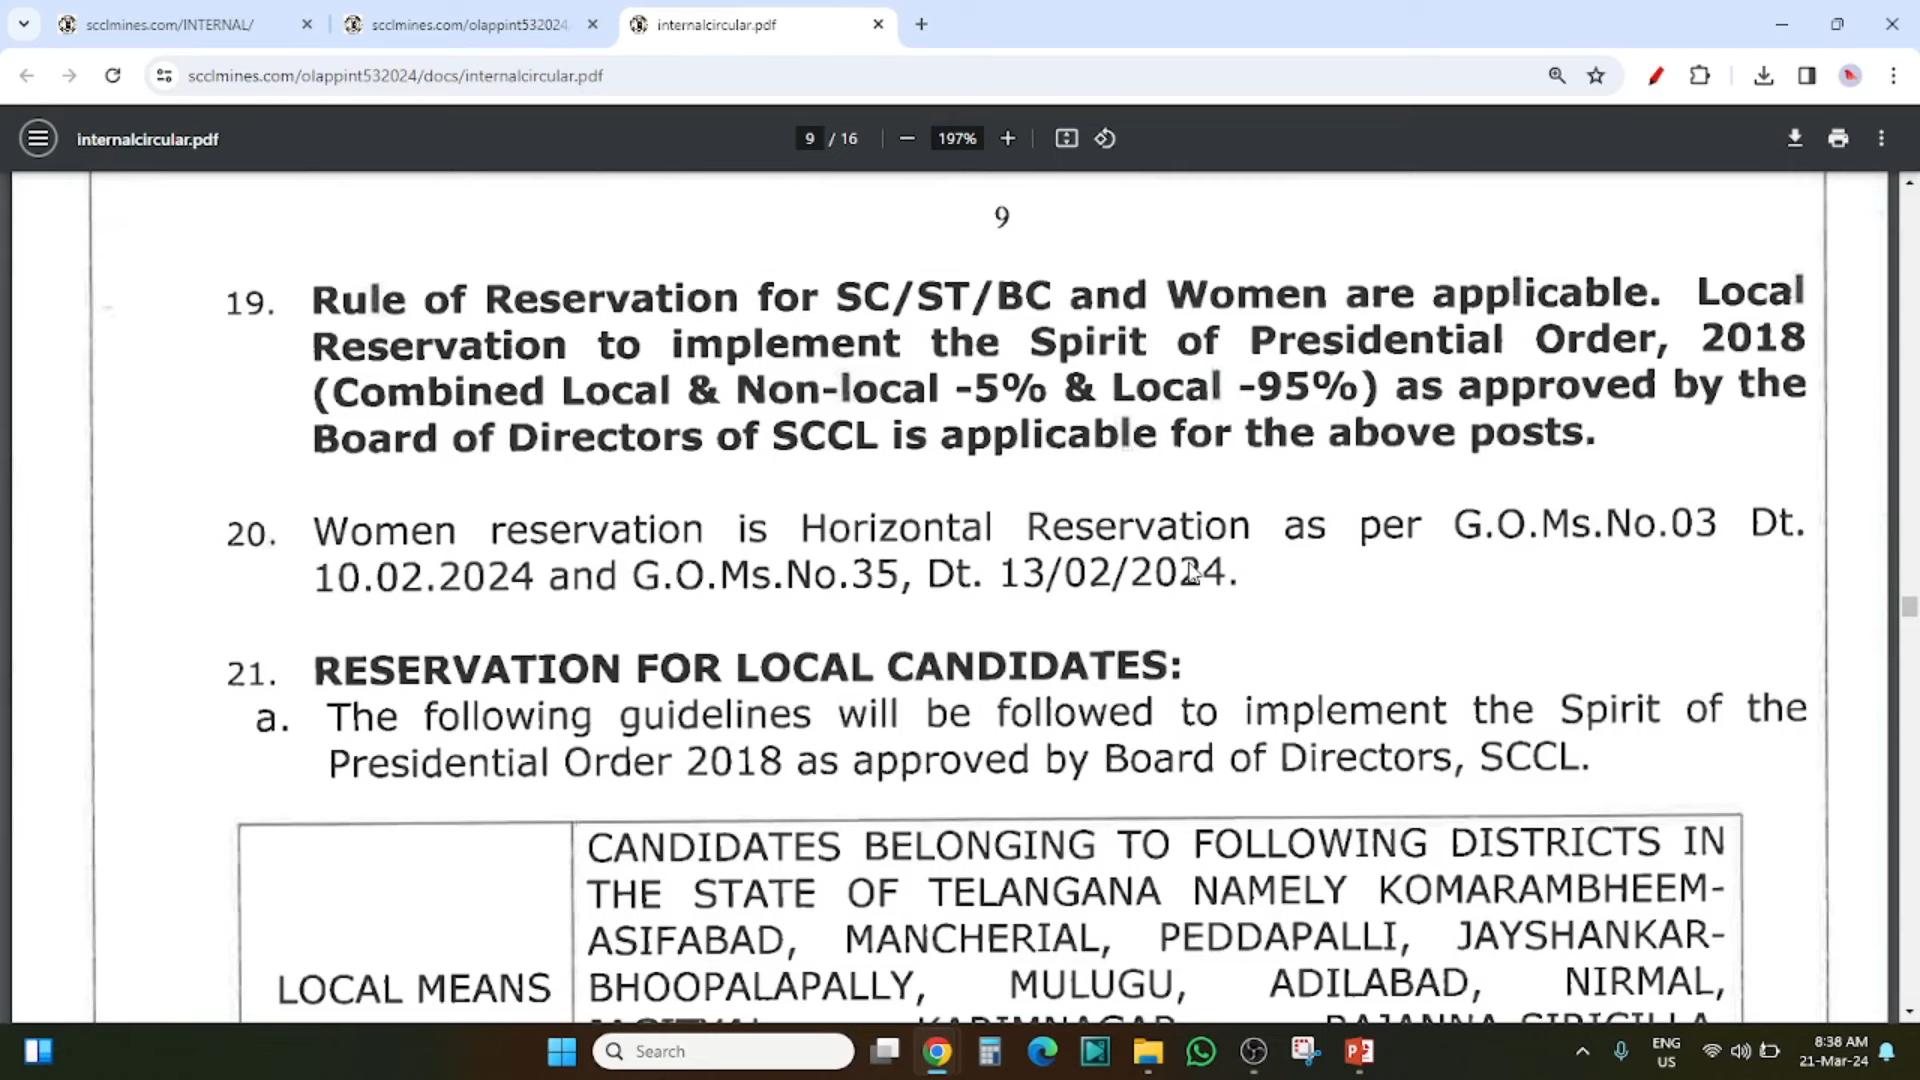 scclmines.com/INTERNAL/
scclmines.com/olappint532024
internalcircular.pdf
scclmines.com/olappint532024/docs/internalcircular.pdf
internalcircular.pdf
9 / 16
197%
9
19. Rule of Reservation for SC/ST/BC and Women are applicable. Local
Reservation to implement the Spirit of Presidential Order, 2018
(Combined Local & Non-local -5% & Local -95%) as approved by the
Board of Directors of SCCL is applicable for the above posts.
20. Women reservation is Horizontal Reservation as per G.O.Ms.No.03 Dt.
10.02.2024 and G.O.Ms.No.35, Dt. 13/02/2024.
21. RESERVATION FOR LOCAL CANDIDATES:
a. The following guidelines will be followed to implement the Spirit of the
Presidential Order 2018 as approved by Board of Directors, SCCL.
CANDIDATES BELONGING TO FOLLOWING DISTRICTS IN
THE STATE OF TELANGANA NAMELY KOMARAMBHEEM-
ASIFABAD, MANCHERIAL, PEDDAPALLI, JAYSHANKAR-
LOCAL MEANS
BHOOPALAPALLY, MULUGU, ADILABAD, NIRMAL,
Search
ENG
US
8:38 AM
21-Mar-24